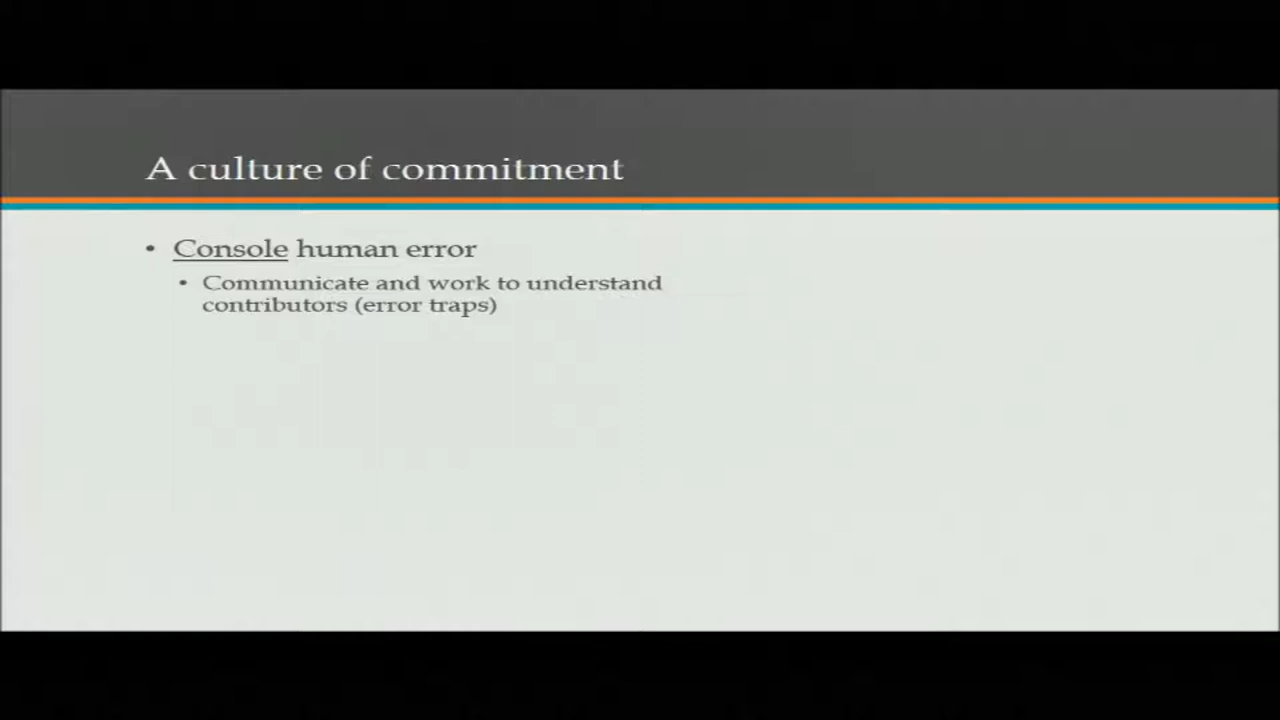 A culture of commitment
• Console human error
• Communicate and work to understand
contributors (error traps)